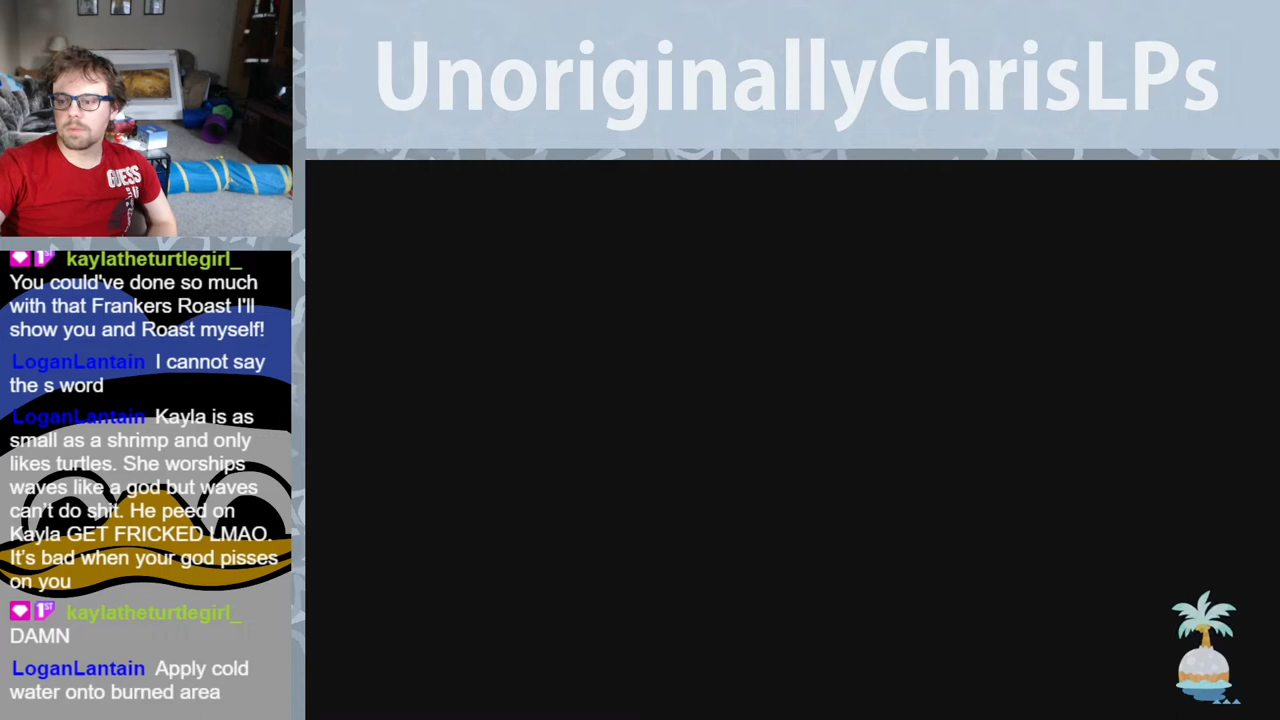 UnoriginallyChrisLPs
GUESS
kaylatheturtlegirl_
You could've done so much
with that Frankers Roast I'll
show you and Roast myself!
LoganLantain I cannot say
the s word
LoganLantain Kayla is as
small as a shrimp and only
likes turtles. She worships
waves like a god but waves
can't do shit. He peed on
Kayla GET FRICKED LMAO.
It's bad when your god pisses
on you
kaylatheturtlegirl_
DAMN
LoganLantain Apply cold
water onto burned area